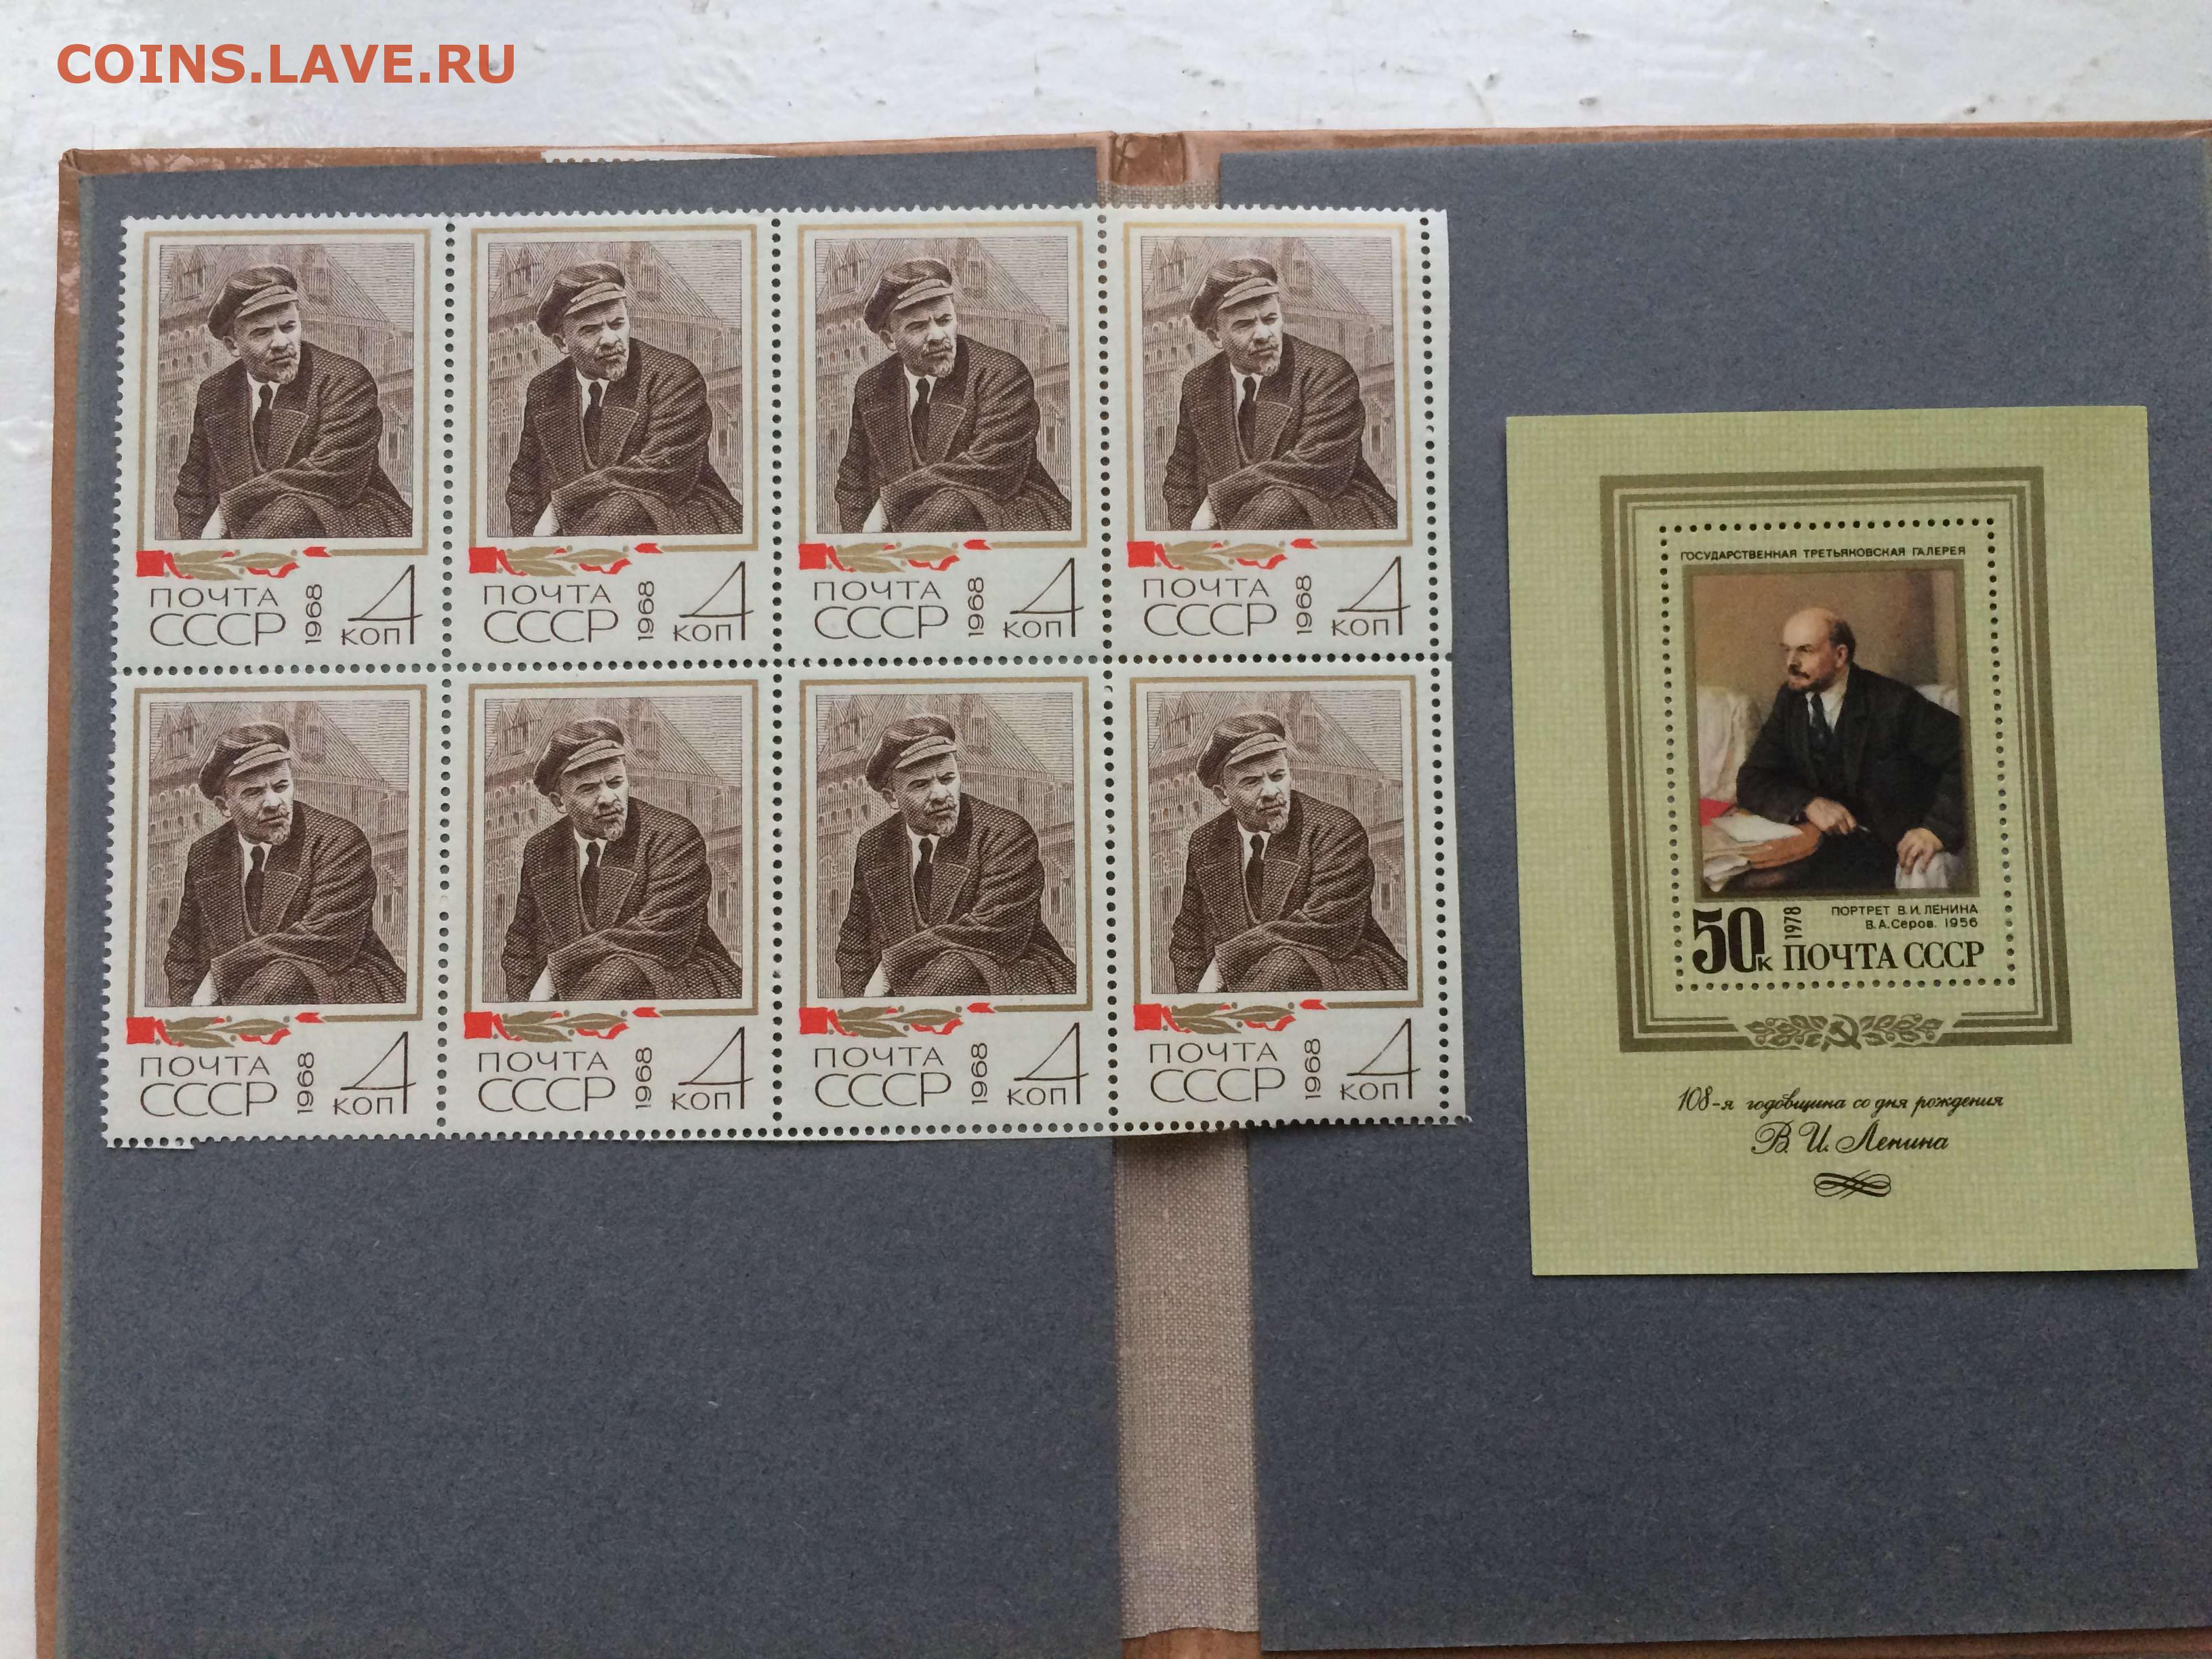 COINS.LAVE.RU
ПОЧТА
СССР
1968
4
КОП
ПОЧТА
СССР
1968
4
КОП
ПОЧТА
СССР
1968
4
КОП
ПОЧТА
СССР
1968
4
КОП
ПОЧТА
СССР
1968
4
КОП
ПОЧТА
СССР
1968
4
КОП
ПОЧТА
СССР
1968
4
КОП
ПОЧТА
СССР
1968
4
КОП
ГОСУДАРСТВЕННАЯ ТРЕТЬЯКОВСКАЯ ГАЛЕРЕЯ
50к
1978
ПОРТРЕТ В.И.ЛЕНИНА
В.А.Серов. 1956
ПОЧТА СССР
108-я годовщина со дня рождения
В. И. Ленина